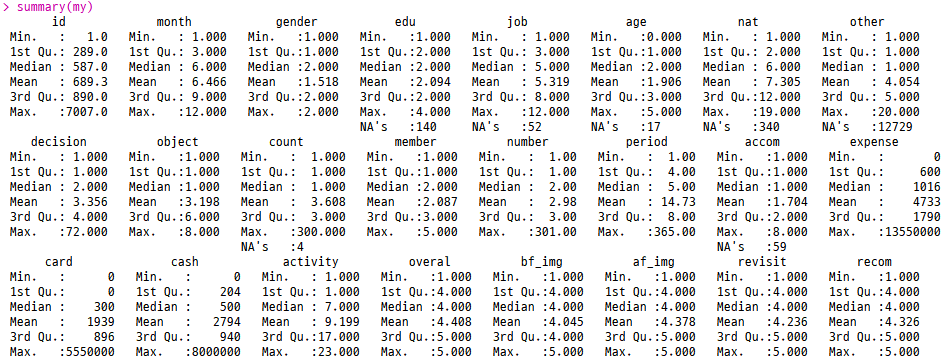 > summary(my)
id month gender edu job age nat other
Min. : 1.0 Min. : 1.000 Min. :1.000 Min. :1.000 Min. : 1.000 Min. :0.000 Min. : 1.000 Min. : 1.000
1st Qu.: 289.0 1st Qu.: 3.000 1st Qu.:1.000 1st Qu.:2.000 1st Qu.: 3.000 1st Qu.:1.000 1st Qu.: 2.000 1st Qu.: 1.000
Median : 587.0 Median : 6.000 Median :2.000 Median :2.000 Median : 5.000 Median :2.000 Median : 6.000 Median : 1.000
Mean : 689.3 Mean : 6.466 Mean :1.518 Mean :2.094 Mean : 5.319 Mean :1.906 Mean : 7.305 Mean : 4.054
3rd Qu.: 890.0 3rd Qu.: 9.000 3rd Qu.:2.000 3rd Qu.:2.000 3rd Qu.: 8.000 3rd Qu.:3.000 3rd Qu.:12.000 3rd Qu.: 5.000
Max. :7007.0 Max. :12.000 Max. :2.000 Max. :4.000 Max. :12.000 Max. :5.000 Max. :19.000 Max. :20.000
NA's :140 NA's :52 NA's :17 NA's :340 NA's :12729
decision object count member number period accom expense
Min. : 1.000 Min. :1.000 Min. : 1.000 Min. :1.000 Min. : 1.00 Min. : 1.00 Min. :1.000 Min. : 0
1st Qu.: 1.000 1st Qu.:1.000 1st Qu.: 1.000 1st Qu.:1.000 1st Qu.: 1.00 1st Qu.: 4.00 1st Qu.:1.000 1st Qu.: 600
Median : 2.000 Median :1.000 Median : 1.000 Median :2.000 Median : 2.00 Median : 5.00 Median :1.000 Median : 1016
Mean : 3.356 Mean :3.198 Mean : 3.608 Mean :2.087 Mean : 2.98 Mean : 14.73 Mean :1.704 Mean : 4733
3rd Qu.: 4.000 3rd Qu.:6.000 3rd Qu.: 3.000 3rd Qu.:3.000 3rd Qu.: 3.00 3rd Qu.: 8.00 3rd Qu.:2.000 3rd Qu.: 1790
Max. :72.000 Max. :8.000 Max. :300.000 Max. :5.000 Max. :301.00 Max. :365.00 Max. :8.000 Max. :13550000
NA's :4 NA's :59
card cash activity overal bf_img af_img revisit recom
Min. : 0 Min. : 0 Min. : 1.000 Min. :1.000 Min. :1.000 Min. :1.000 Min. :1.000 Min. :1.000
1st Qu.: 0 1st Qu.: 204 1st Qu.: 1.000 1st Qu.:4.000 1st Qu.:4.000 1st Qu.:4.000 1st Qu.:4.000 1st Qu.:4.000
Median : 300 Median : 500 Median : 7.000 Median :4.000 Median :4.000 Median :4.000 Median :4.000 Median :4.000
Mean : 1939 Mean : 2794 Mean : 9.199 Mean :4.408 Mean :4.045 Mean :4.378 Mean :4.236 Mean :4.326
3rd Qu.: 896 3rd Qu.: 940 3rd Qu.:17.000 3rd Qu.:5.000 3rd Qu.:5.000 3rd Qu.:5.000 3rd Qu.:5.000 3rd Qu.:5.000
Max. :5550000 Max. :8000000 Max. :23.000 Max. :5.000 Max. :5.000 Max. :5.000 Max. :5.000 Max. :5.000